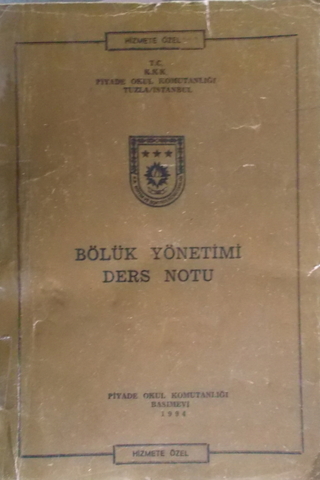 HİZMETE ÖZEL
T.C.
K.K.K.
PİYADE OKUL KOMUTANLIĞI
TUZLA/İSTANBUL
BÖLÜK YÖNETİMİ
DERS NOTU
PİYADE OKUL KOMUTANLIĞI
BASIMEVİ
HİZMETE ÖZEL